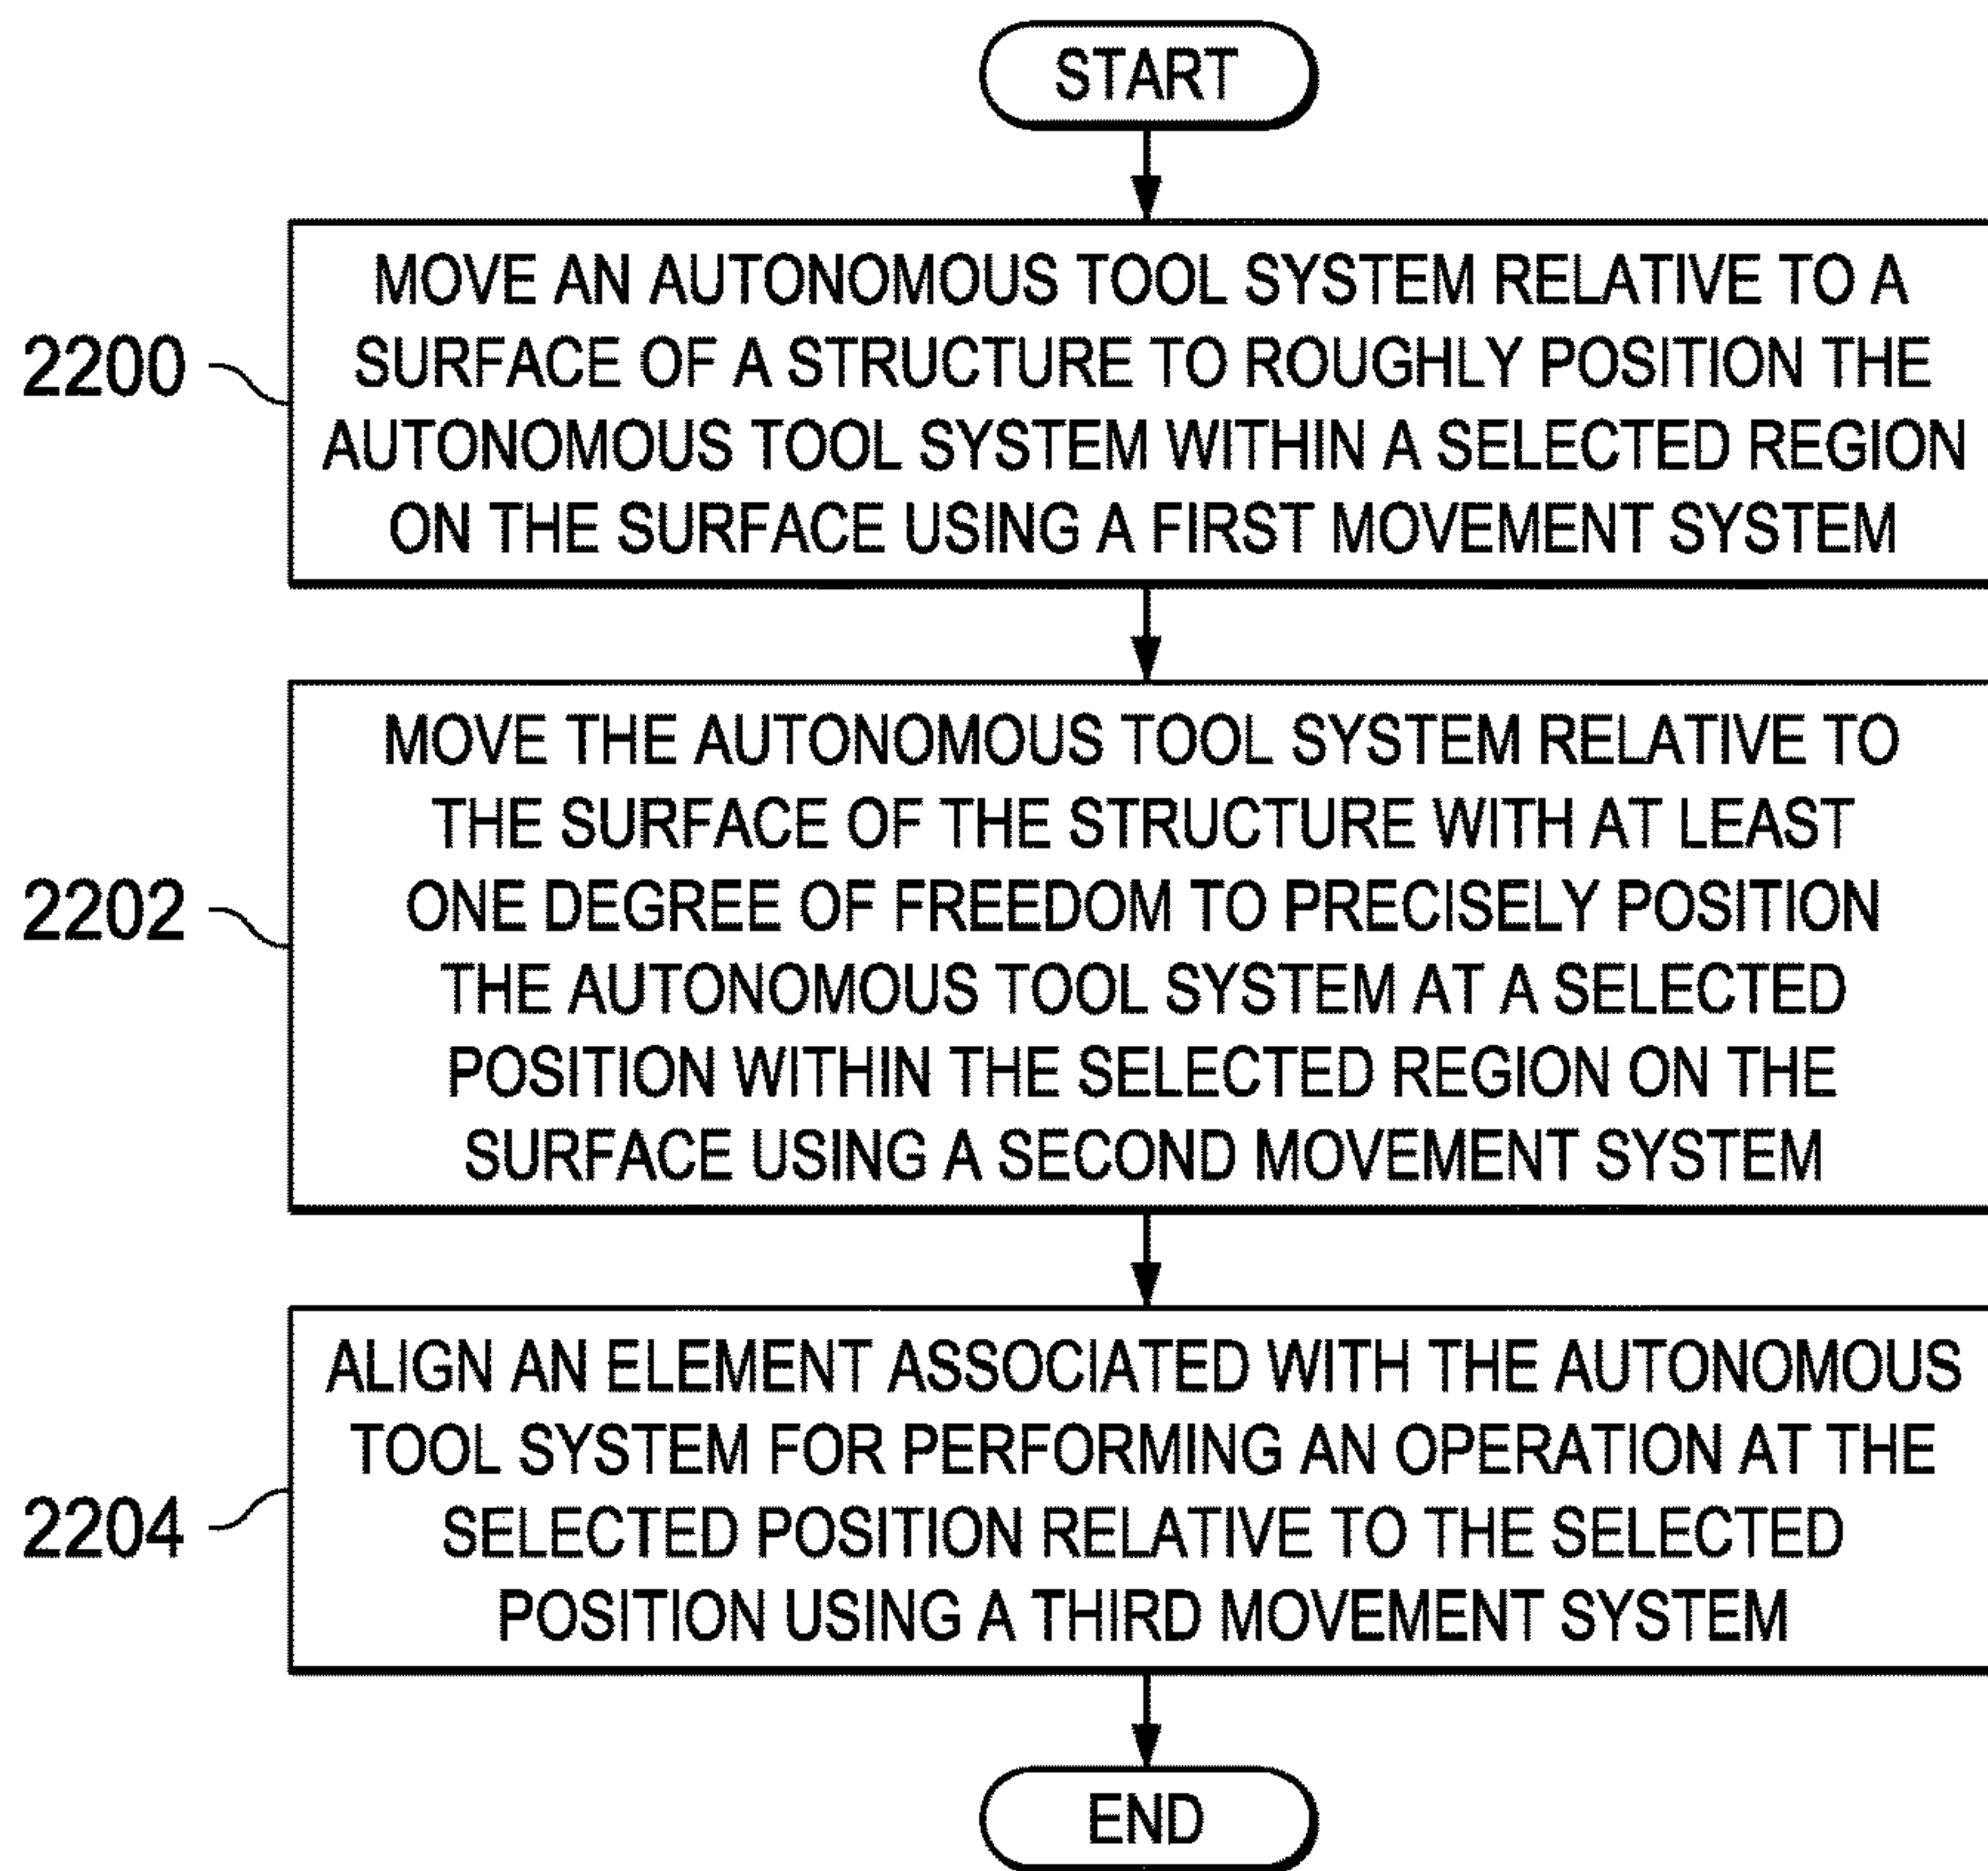 START
MOVE AN AUTONOMOUS TOOL SYSTEM RELATIVE TO A
SURFACE OF A STRUCTURE TO ROUGHLY POSITION THE
AUTONOMOUS TOOL SYSTEM WITHIN A SELECTED REGION
ON THE SURFACE USING A FIRST MOVEMENT SYSTEM
2200
MOVE THE AUTONOMOUS TOOL SYSTEM RELATIVE TO
THE SURFACE OF THE STRUCTURE WITH AT LEAST
ONE DEGREE OF FREEDOM TO PRECISELY POSITION
THE AUTONOMOUS TOOL SYSTEM AT A SELECTED
POSITION WITHIN THE SELECTED REGION ON THE
SURFACE USING A SECOND MOVEMENT SYSTEM
2202
ALIGN AN ELEMENT ASSOCIATED WITH THE AUTONOMOUS
TOOL SYSTEM FOR PERFORMING AN OPERATION AT THE
SELECTED POSITION RELATIVE TO THE SELECTED
POSITION USING A THIRD MOVEMENT SYSTEM
2204
END